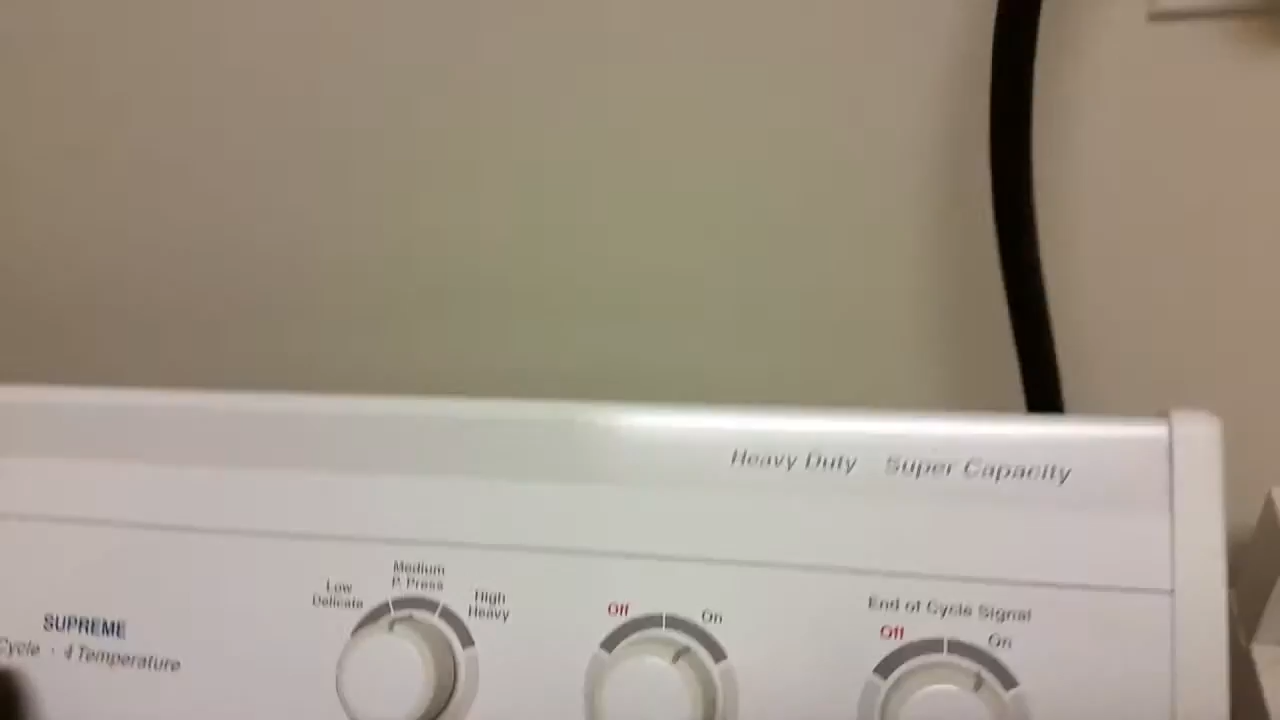 Heavy Duty Super Capacity
Medium
P. Press
Low
Delicate
High
Heavy
Off
On
End of Cycle Signal
Off
On
SUPREME
Cycle · 4 Temperature